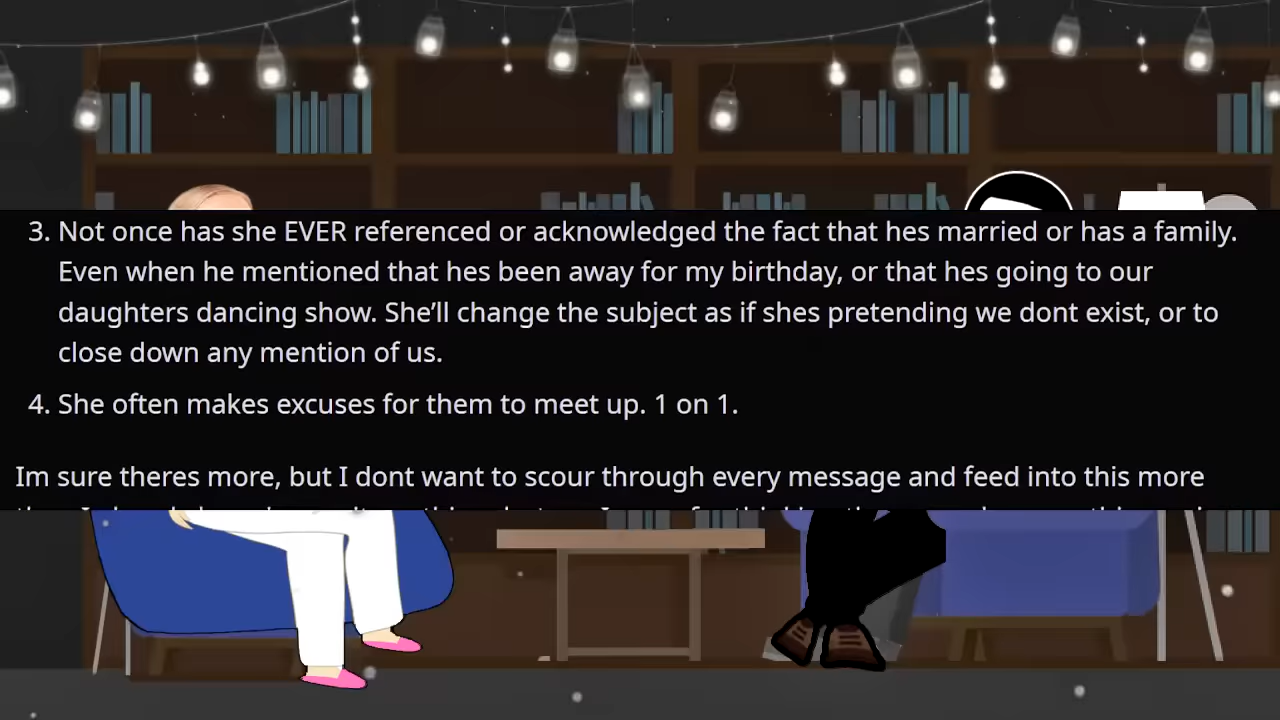 3. Not once has she EVER referenced or acknowledged the fact that hes married or has a family.
Even when he mentioned that hes been away for my birthday, or that hes going to our
daughters dancing show. She’ll change the subject as if shes pretending we dont exist, or to
close down any mention of us.
4. She often makes excuses for them to meet up. 1 on 1.
Im sure theres more, but I dont want to scour through every message and feed into this more